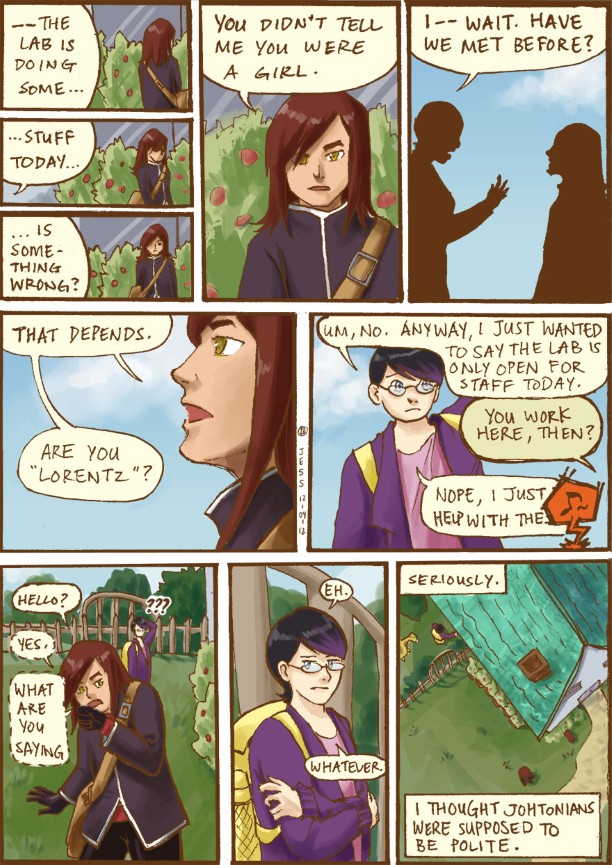 -- THE
LAB IS
DOING
SOME...
...STUFF
TODAY...
... IS
SOME-
THING
WRONG?
YOU DIDN'T TELL
ME YOU WERE
A GIRL.
I -- WAIT. HAVE
WE MET BEFORE?
THAT DEPENDS.
ARE YOU
"LORENTZ"?
JESS 12-04-12
UM, NO. ANYWAY, I JUST WANTED
TO SAY THE LAB IS
ONLY OPEN FOR
STAFF TODAY.
YOU WORK
HERE, THEN?
NOPE, I JUST
HELP WITH THE
HELLO?
???
YES.
WHAT
ARE
YOU
SAYING
EH.
WHATEVER.
SERIOUSLY.
I THOUGHT JOHTONIANS
WERE SUPPOSED TO
BE POLITE.